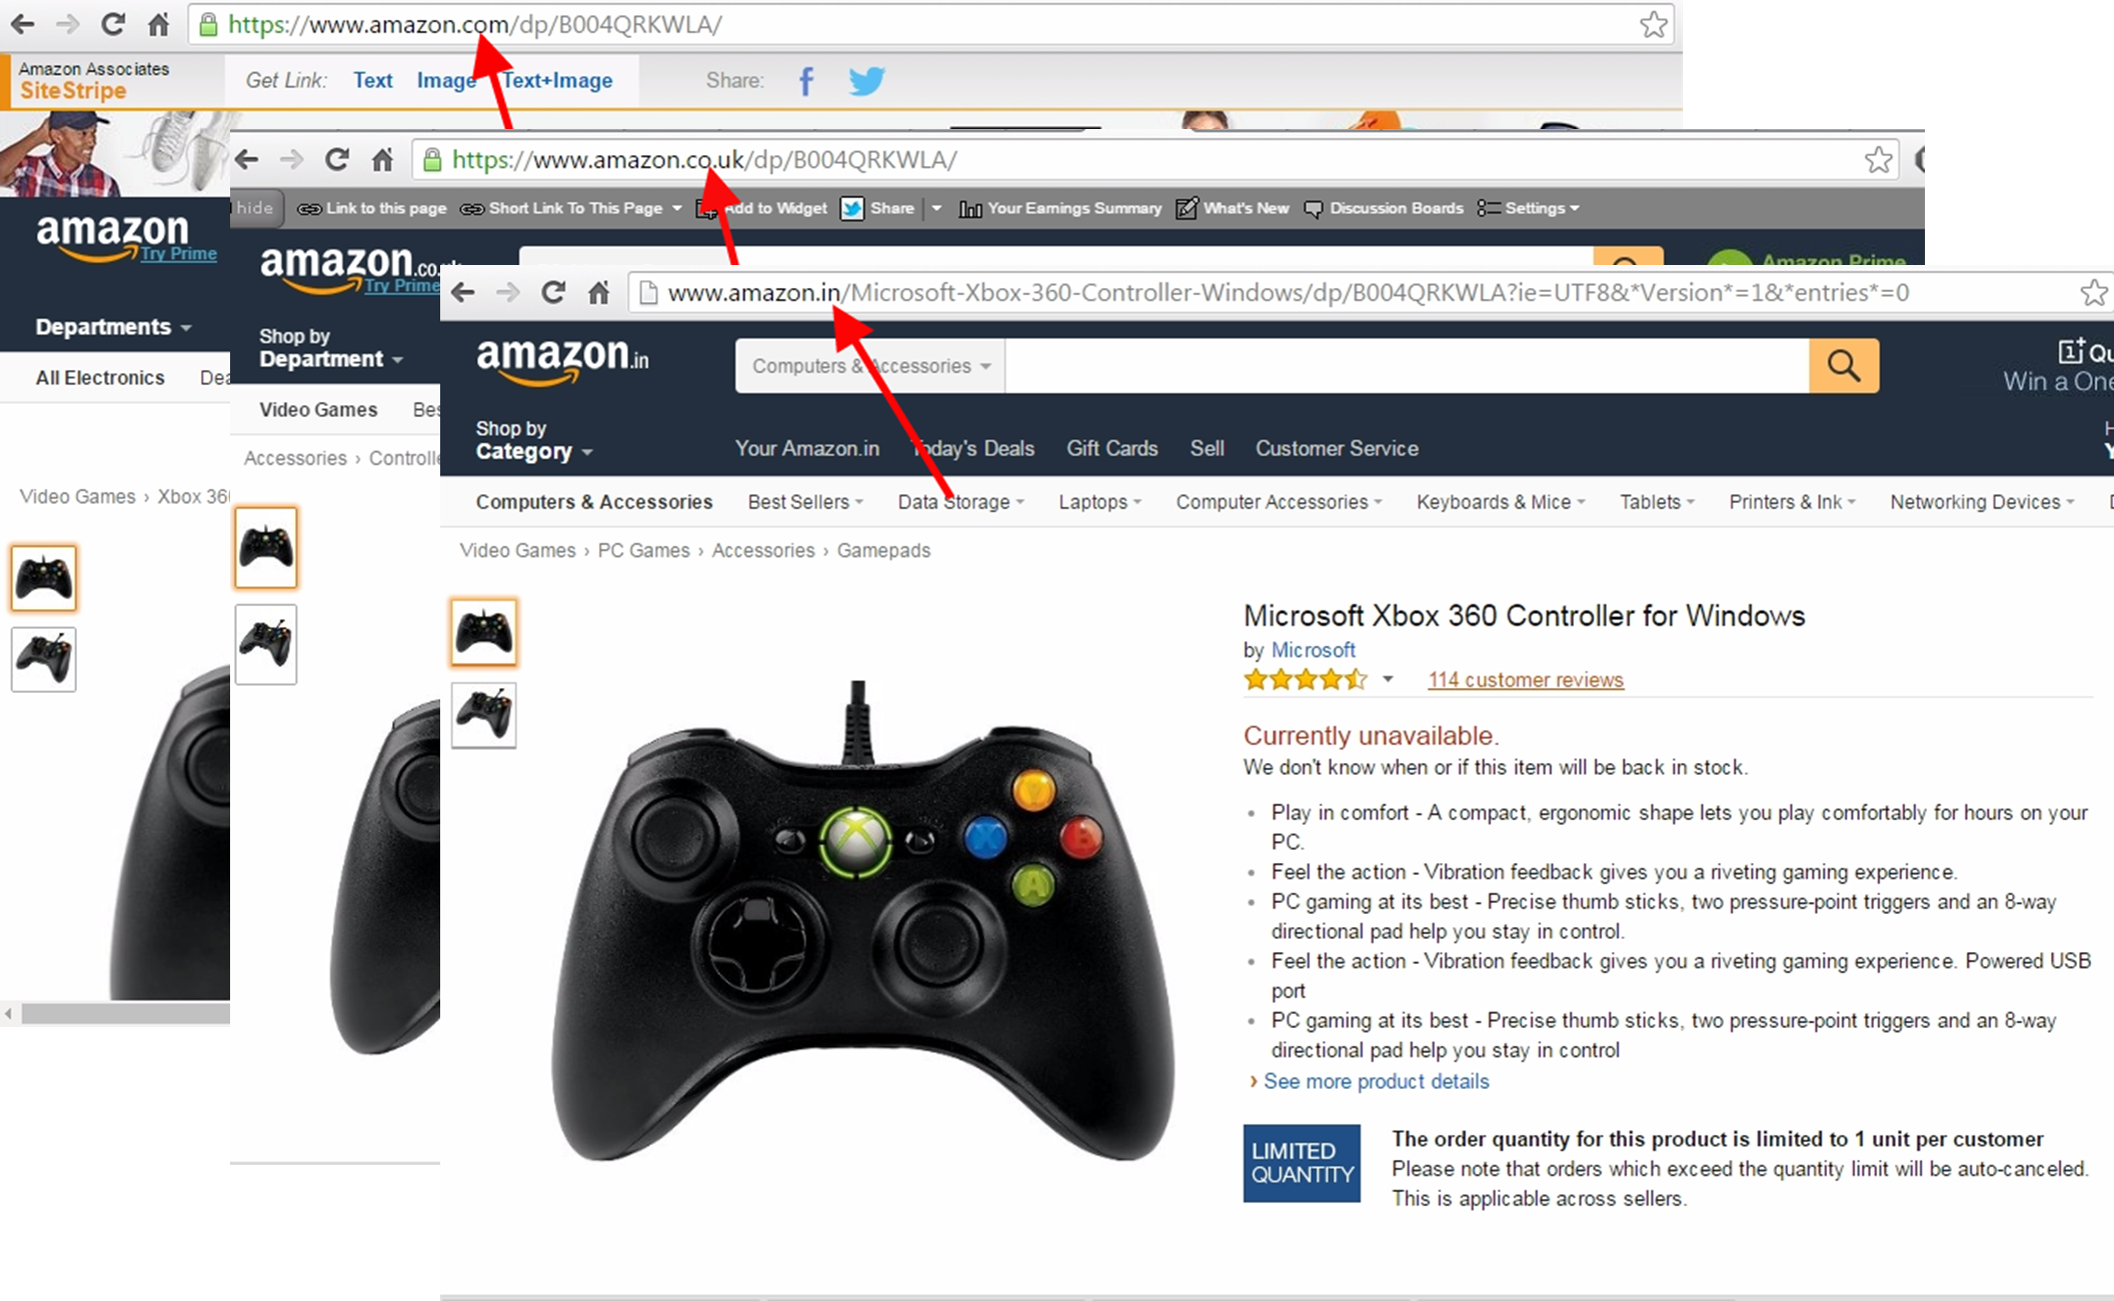 https://www.amazon.com/dp/B004QRKWLA/
Amazon Associates
SiteStripe
Get Link: Text Image Text+Image Share:
amazon
Try Prime
Departments
All Electronics
Video Games › Xbox 36
https://www.amazon.co.uk/dp/B004QRKWLA/
hide Link to this page Short Link To This Page Add to Widget Share Your Earnings Summary What's New Discussion Boards Settings
amazon.co.uk
Try Prime
Amazon Prime
Shop by
Department
Video Games
Accessories › Controlle
www.amazon.in/Microsoft-Xbox-360-Controller-Windows/dp/B004QRKWLA?ie=UTF8&*Version*=1&*entries*=0
amazon.in
Computers & Accessories
Win a One
Shop by
Category
Your Amazon.in Today's Deals Gift Cards Sell Customer Service
Computers & Accessories Best Sellers Data Storage Laptops Computer Accessories Keyboards & Mice Tablets Printers & Ink Networking Devices
Video Games › PC Games › Accessories › Gamepads
Y
X
B
A
Microsoft Xbox 360 Controller for Windows
by Microsoft
114 customer reviews
Currently unavailable.
We don't know when or if this item will be back in stock.
• Play in comfort - A compact, ergonomic shape lets you play comfortably for hours on your
PC.
• Feel the action - Vibration feedback gives you a riveting gaming experience.
• PC gaming at its best - Precise thumb sticks, two pressure-point triggers and an 8-way
directional pad help you stay in control.
• Feel the action - Vibration feedback gives you a riveting gaming experience. Powered USB
port
• PC gaming at its best - Precise thumb sticks, two pressure-point triggers and an 8-way
directional pad help you stay in control
› See more product details
LIMITED
QUANTITY
The order quantity for this product is limited to 1 unit per customer
Please note that orders which exceed the quantity limit will be auto-canceled.
This is applicable across sellers.